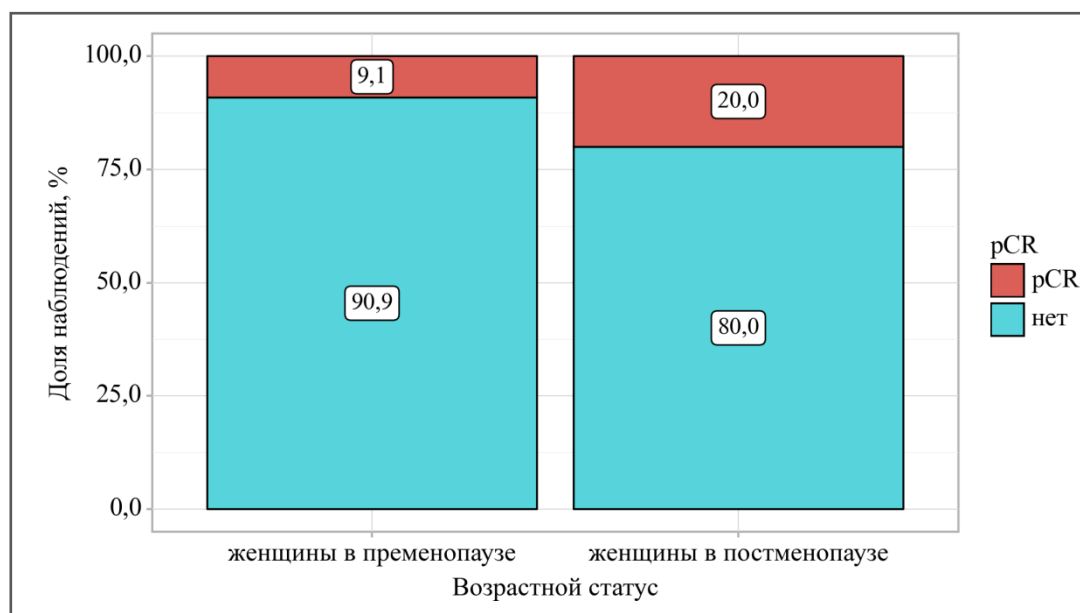 Доля наблюдений, %
100,0
75,0
50,0
25,0
0,0
9,1
90,9
20,0
80,0
женщины в пременопаузе
женщины в постменопаузе
Возрастной статус
pCR
pCR
нет